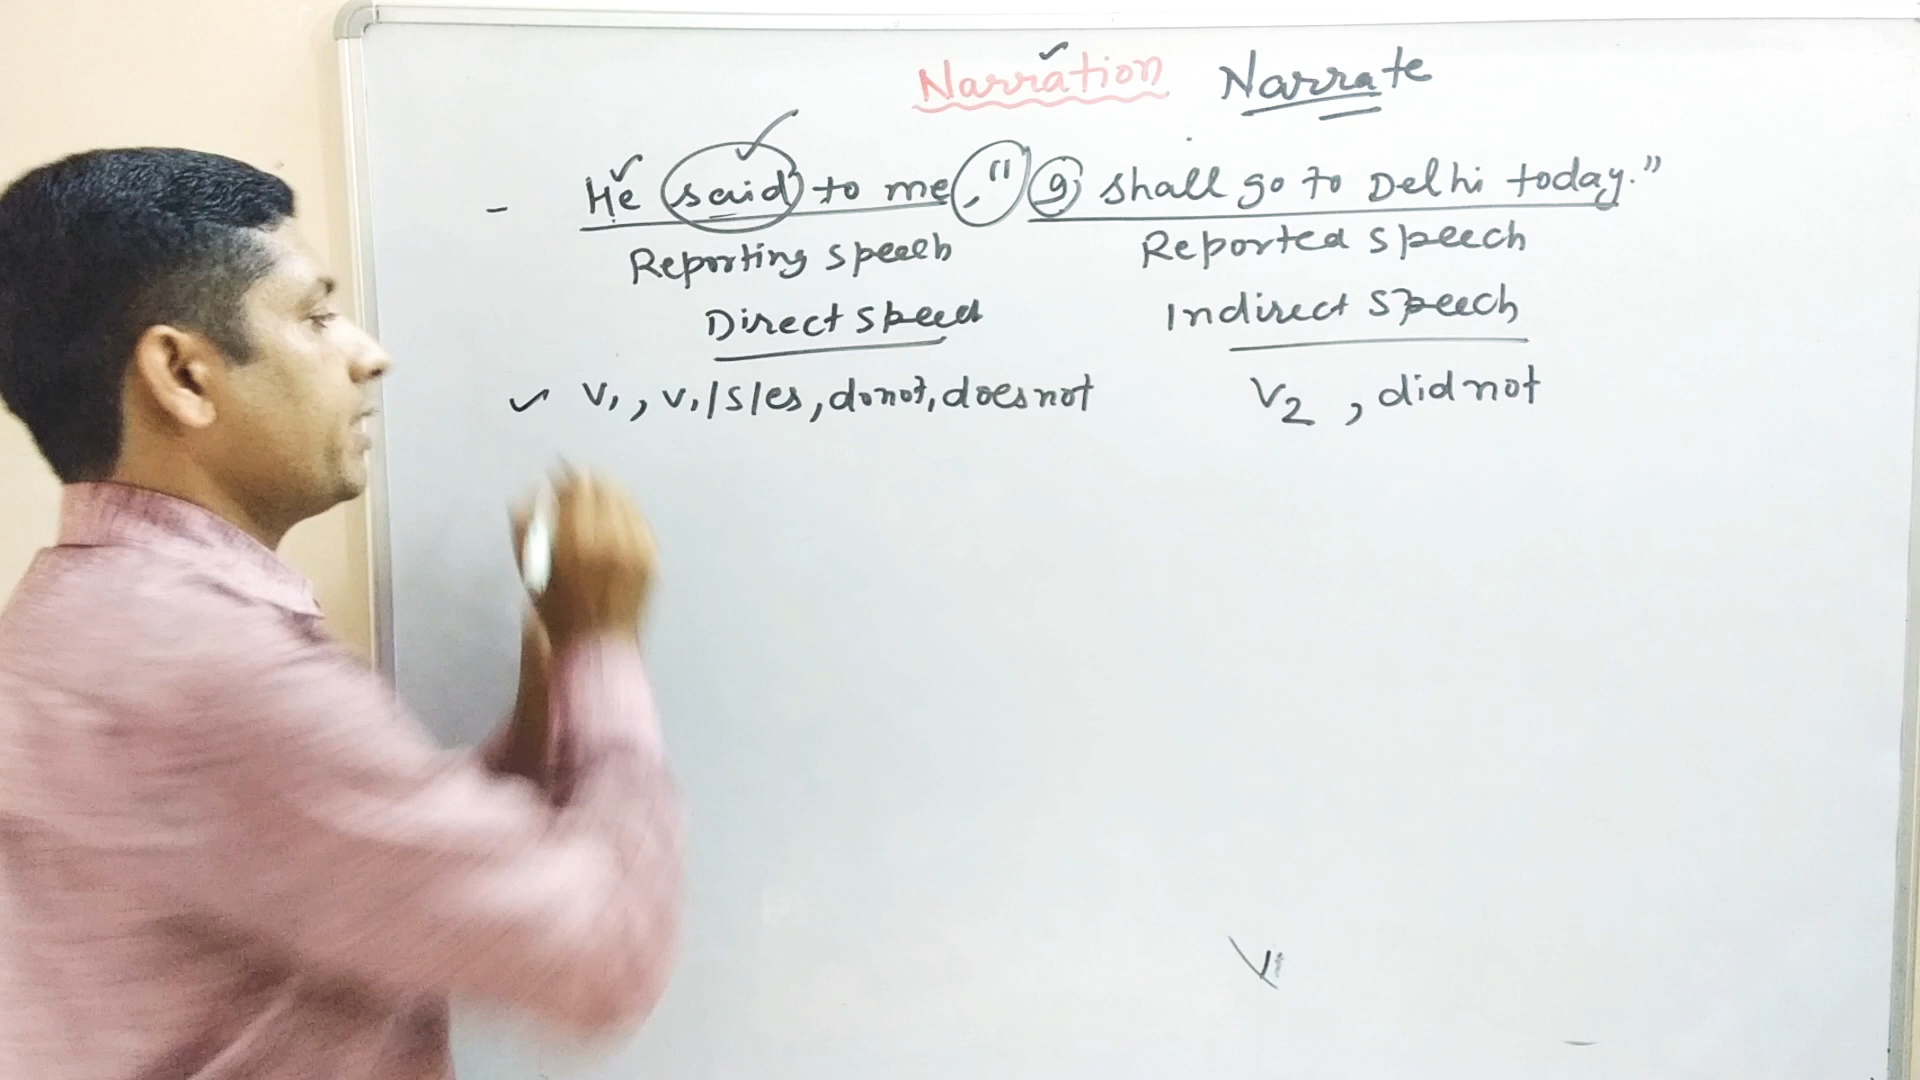 Narration Narrate
- He said to me, "I shall go to Delhi today."
Reporting speech Reported speech
Direct speed Indirect speech
✓ V1, V1/s/es, do not, does not V2, did not
V1